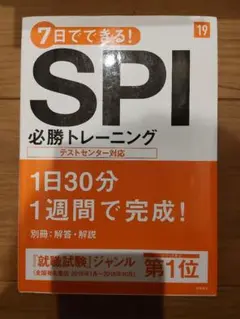 7日でできる!
'19
SPI
必勝トレーニング
テストセンター対応
1日30分
1週間で完成!
別冊:解答・解説
「就職試験」ジャンル
第1位